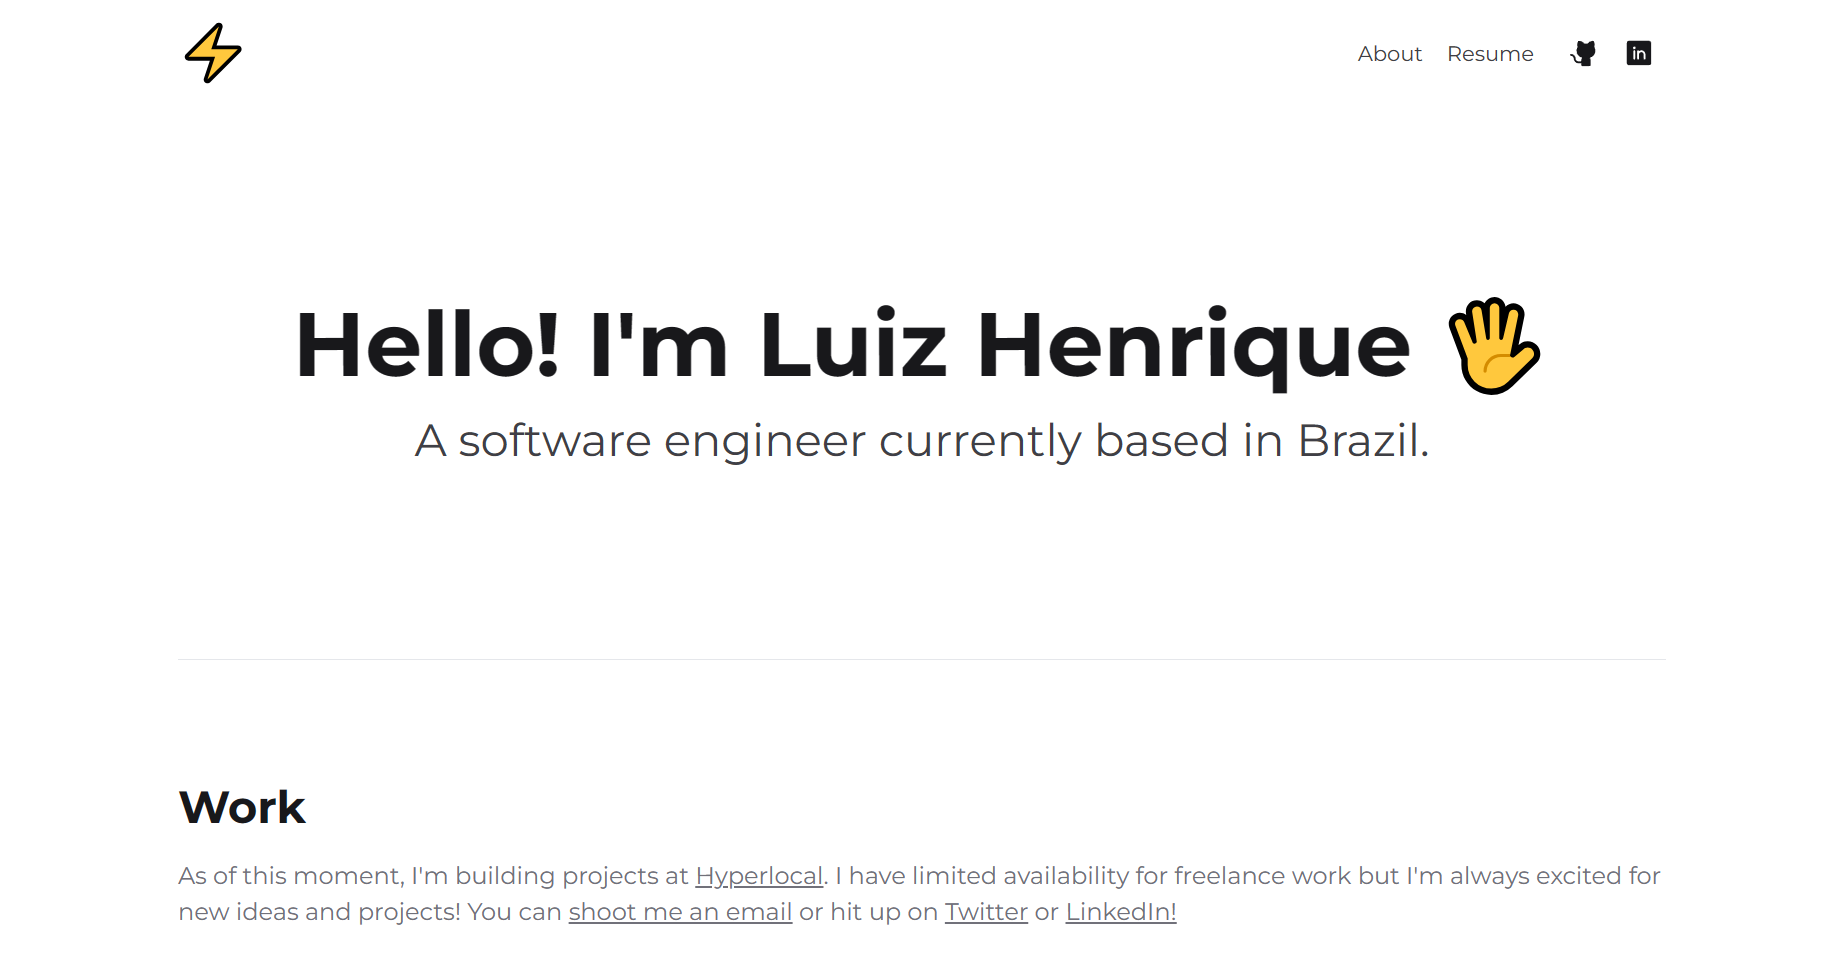 About Resume
Hello! I'm Luiz Henrique
A software engineer currently based in Brazil.
Work
As of this moment, I'm building projects at Hyperlocal. I have limited availability for freelance work but I'm always excited for
new ideas and projects! You can shoot me an email or hit up on Twitter or LinkedIn!